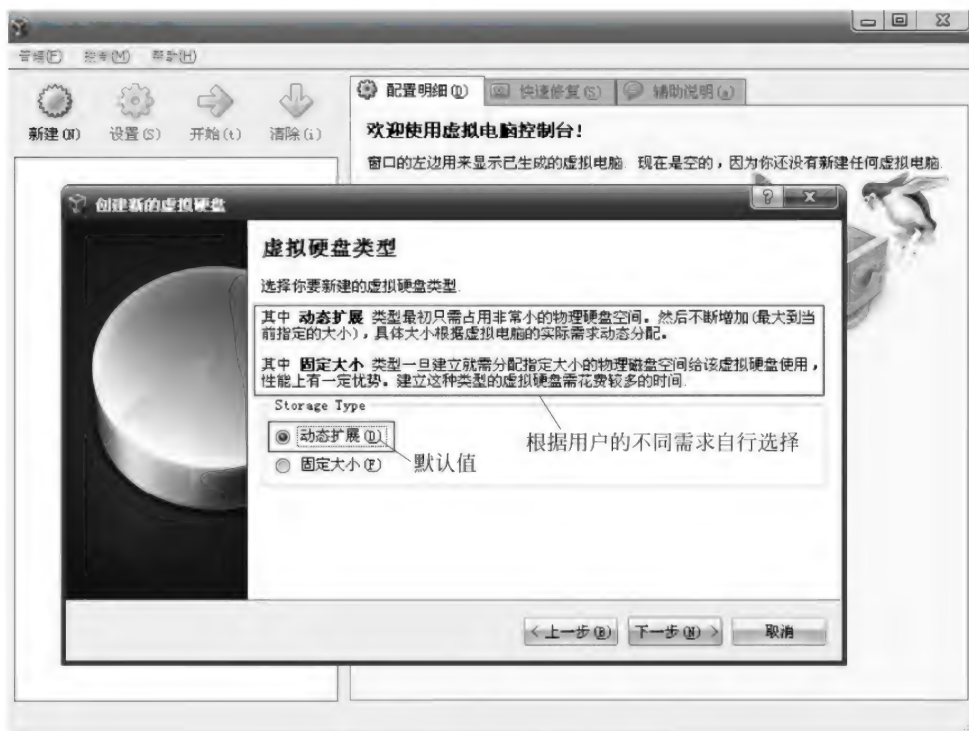 帮助(H)
新建(N) 设置(S) 开始(t) 清除(i)
配置明细(D) 快速修复(S) 辅助说明(a)
欢迎使用虚拟电脑控制台!
窗口的左边用来显示已生成的虚拟电脑. 现在是空的,因为你还没有新建任何虚拟电脑.
创建新的虚拟硬盘
虚拟硬盘类型
选择你要新建的虚拟硬盘类型.
其中 动态扩展 类型最初只需占用非常小的物理硬盘空间。然后不断增加(最大到当
前指定的大小),具体大小根据虚拟电脑的实际需求动态分配。
其中 固定大小 类型一旦建立就需分配指定大小的物理磁盘空间给该虚拟硬盘使用,
性能上有一定优势。建立这种类型的虚拟硬盘需花费较多的时间.
Storage Type
动态扩展(D)
根据用户的不同需求自行选择
固定大小(F)
默认值
<上一步(B) 下一步(N)> 取消